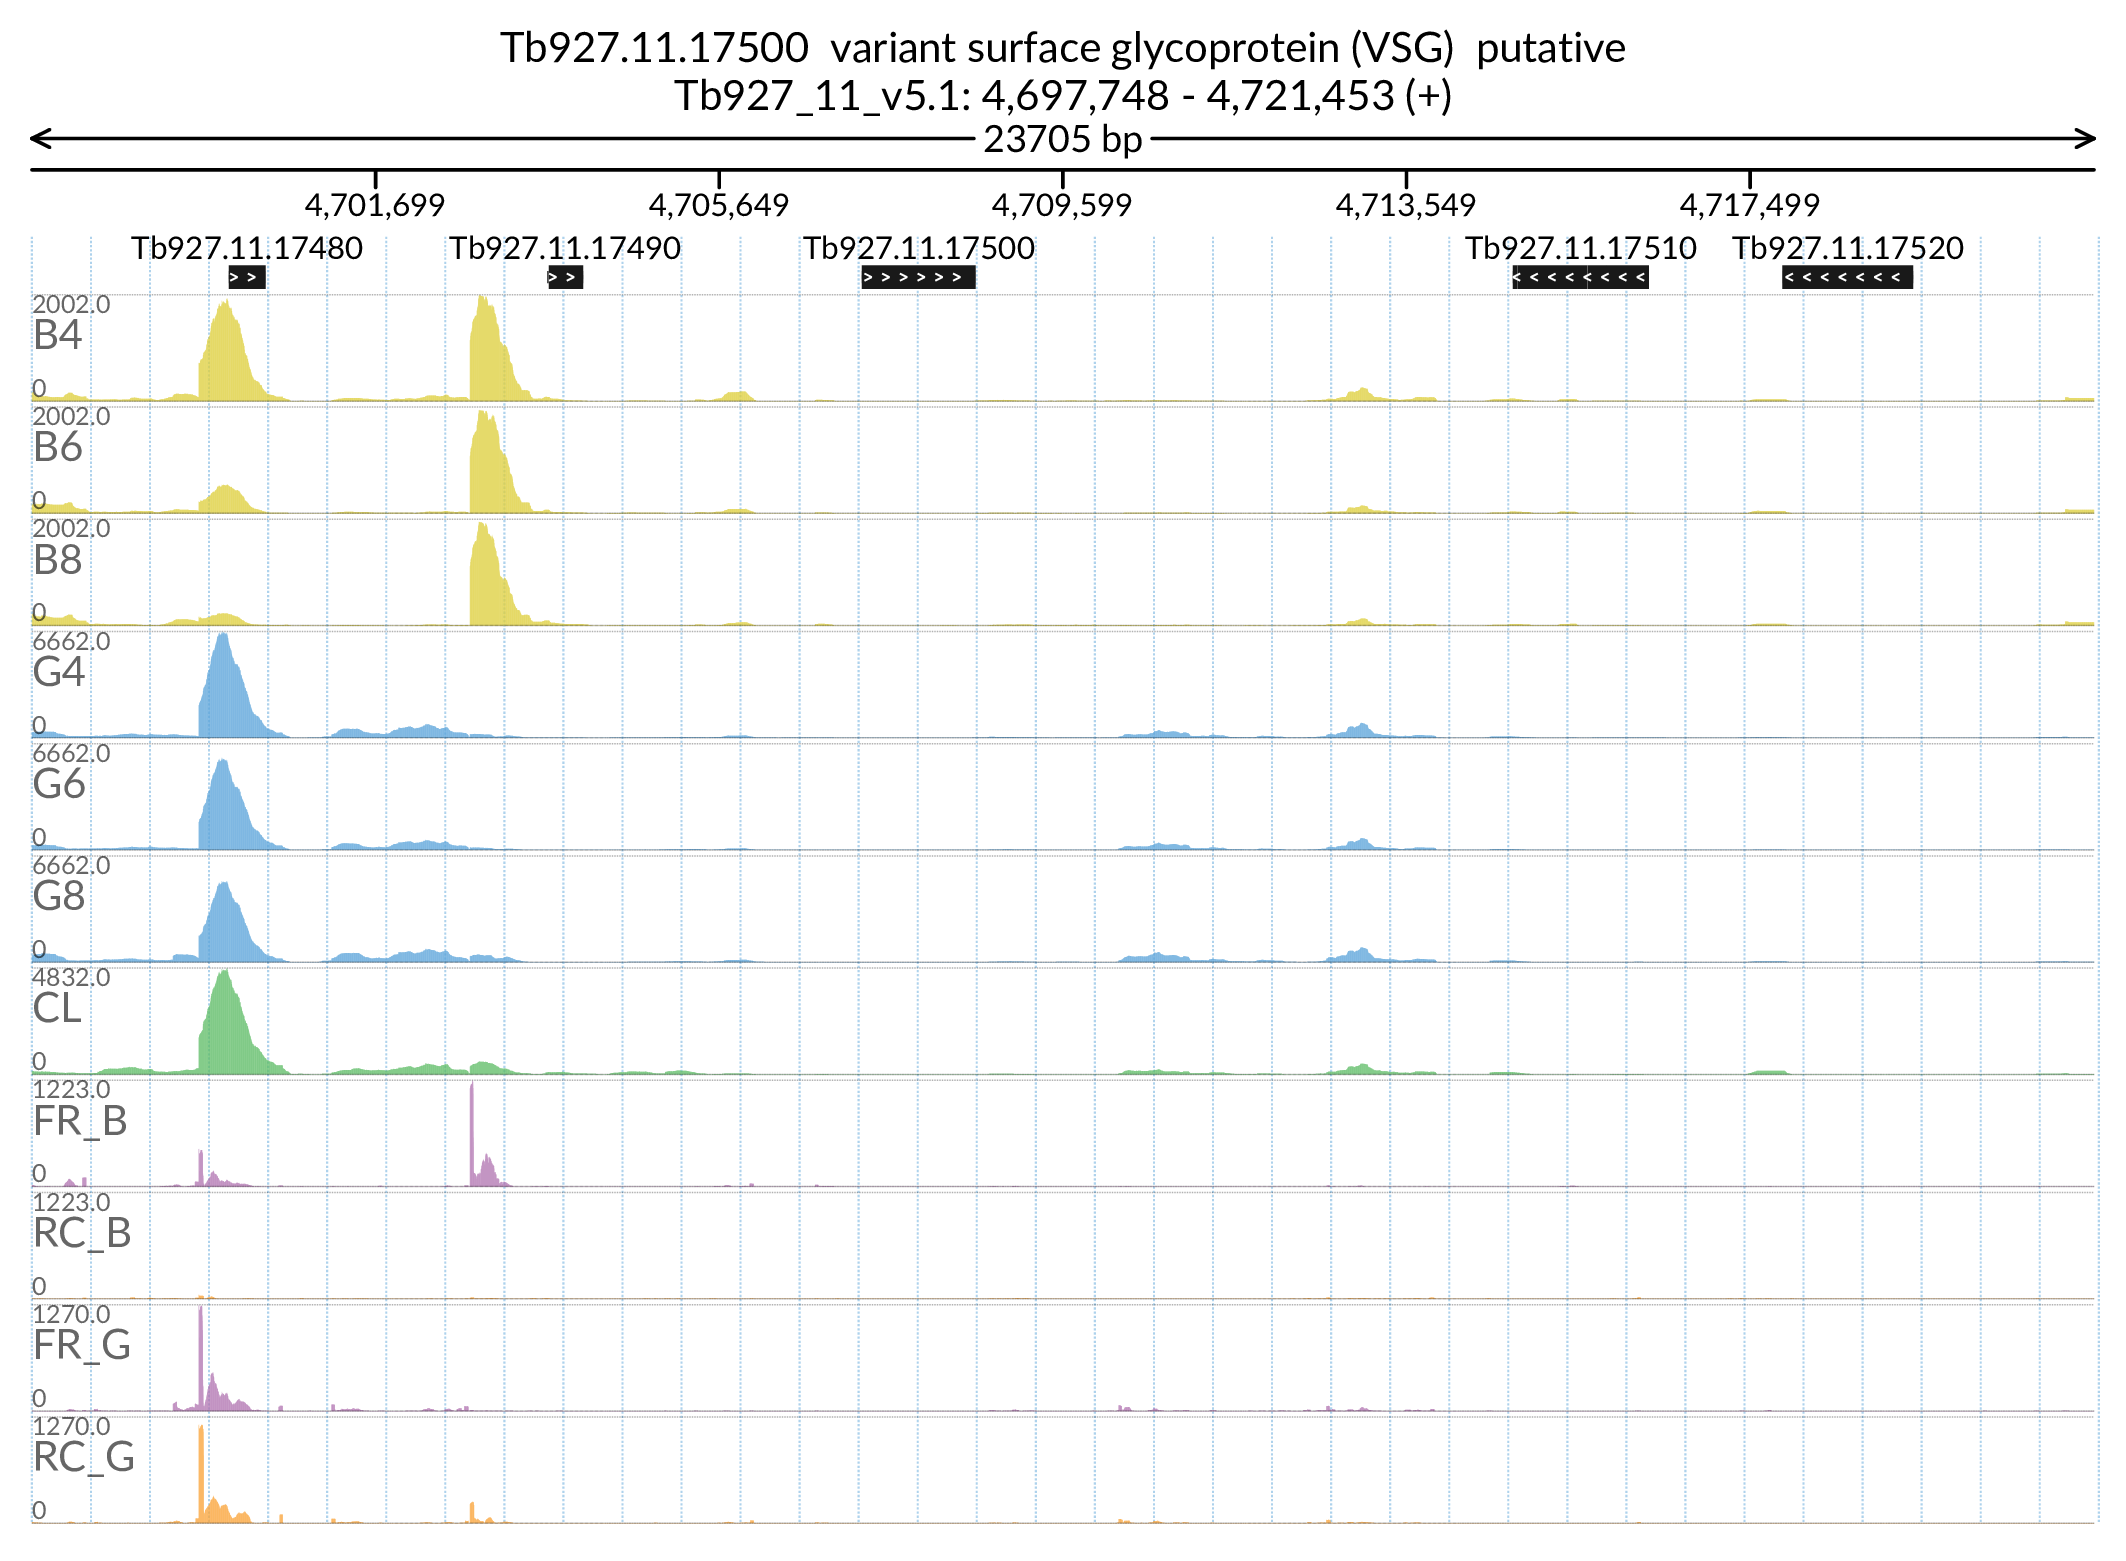 Tb927.11.17500 variant surface glycoprotein (VSG) putative
Tb927_11_v5.1: 4,697,748 - 4,721,453 (+)
23705 bp
4,701,699 4,705,649 4,709,599 4,713,549 4,717,499
Tb927.11.17480 Tb927.11.17490 Tb927.11.17500 Tb927.11.17510 Tb927.11.17520
2002.0
B4
0
2002.0
B6
0
2002.0
B8
0
6662.0
G4
0
6662.0
G6
0
6662.0
G8
0
4832.0
CL
0
1223.0
FR_B
0
1223.0
RC_B
0
1270.0
FR_G
0
1270.0
RC_G
0